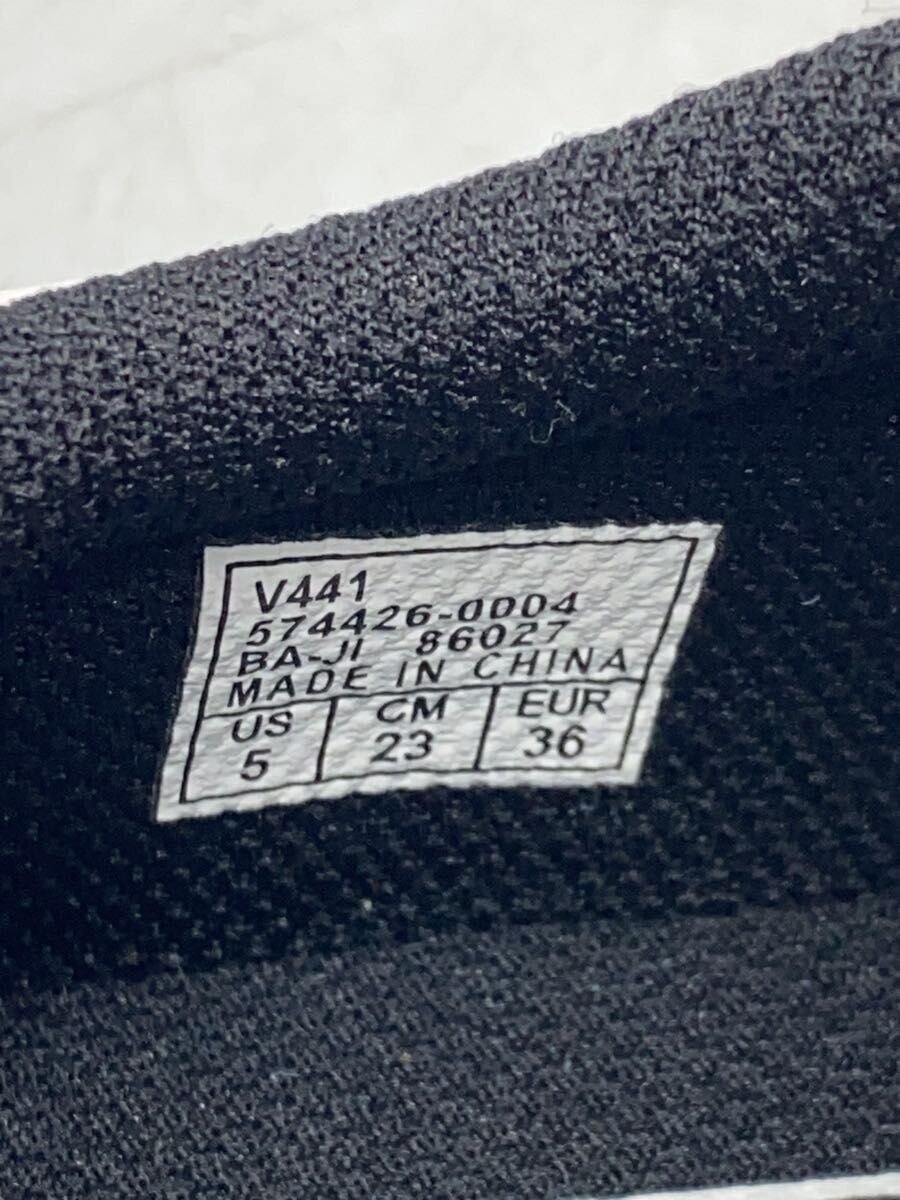 V441
574426-0004
BA-JI 86027
MADE IN CHINA
US CM EUR
5 23 36